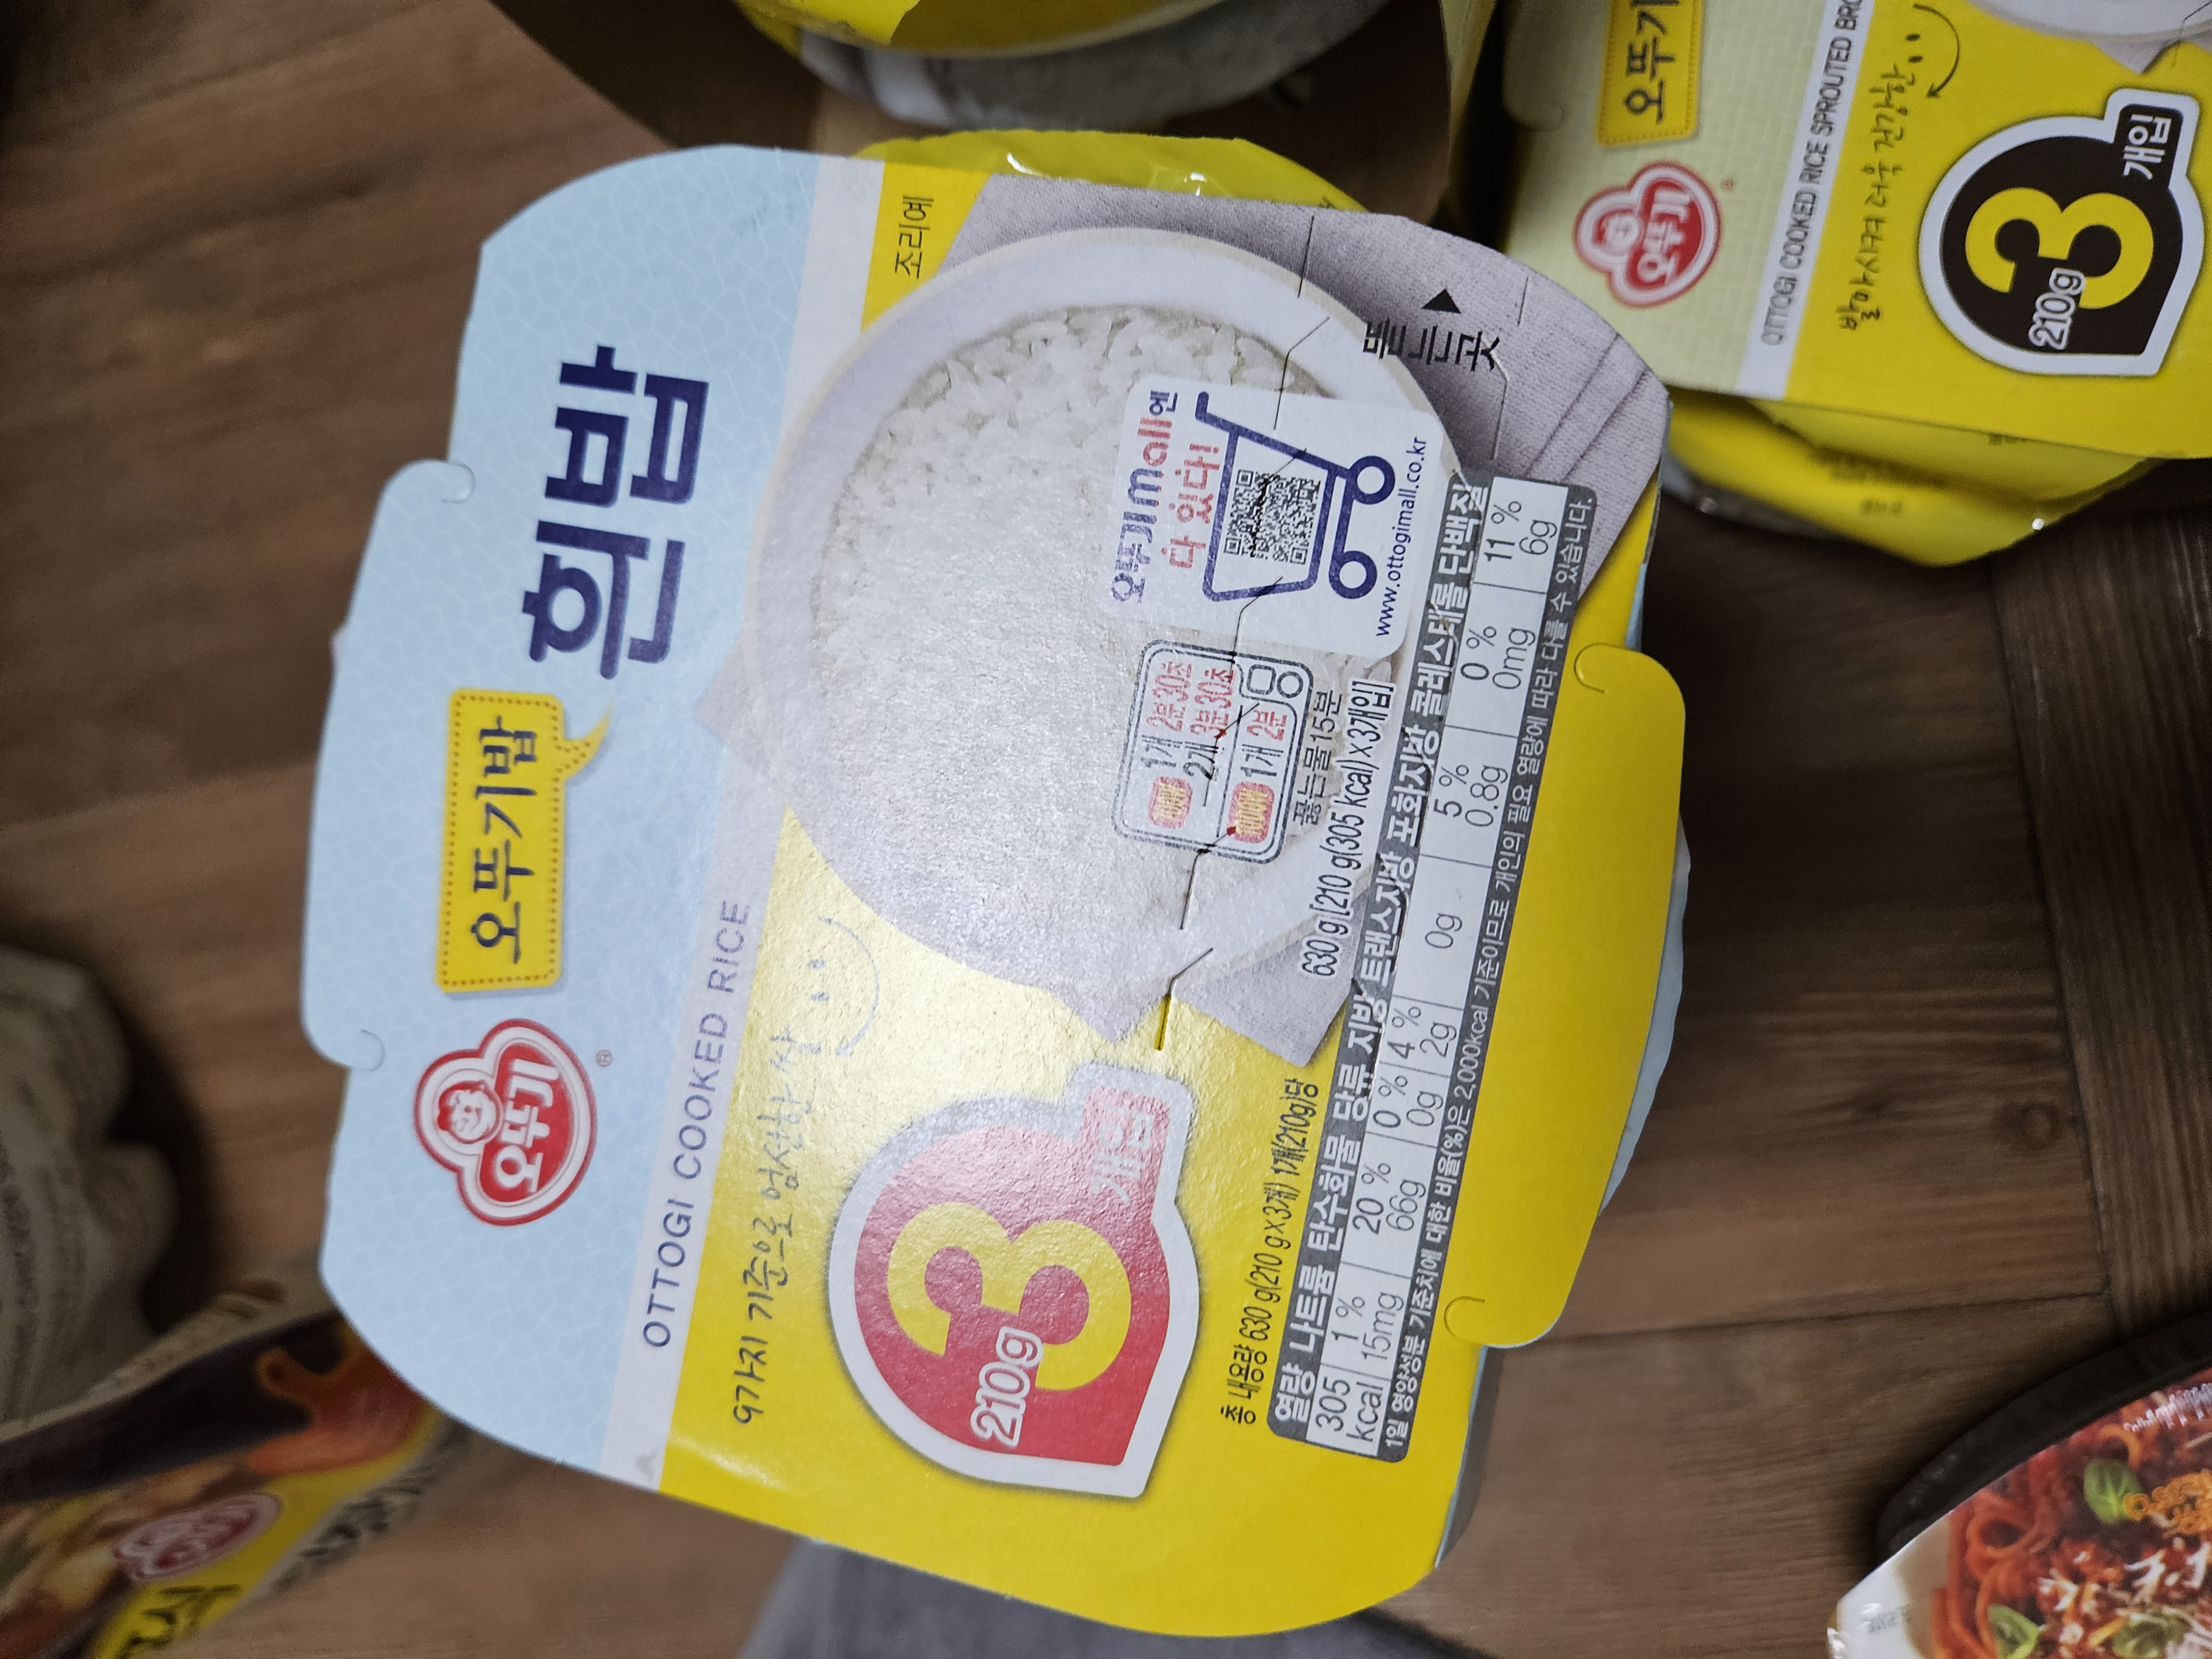 오뚜기
®
오뚜기밥
흰밥
OTTOGI COOKED RICE
조리예
9가지 기준으로 엄선한 쌀
210g
3
개입
뜯는곳
오뚜기mall엔
다 있다!
www.ottogimall.co.kr
1개 2분30초
2개 3분30초
1개 2분
끓는물 15분
630 g [210 g(305 kcal) X 3개입]
총 내용량 630 g(210 g X 3개) 1개(210g)당
열량 나트륨 탄수화물 당류 지방 트랜스지방 포화지방 콜레스테롤 단백질
305 1 % 20 % 0 % 4 % 0g 5 % 0 % 11 %
kcal 15mg 66g 0g 2g 0.8g 0mg 6g
1일 영양성분 기준치에 대한 비율(%)은 2,000kcal 기준이므로 개인의 필요 열량에 따라 다를 수 있습니다.
오뚜기
오뚜기
OTTOGI COOKED RICE SPROUTED BRO
발아시켜 더욱 건강한
210g
3
개입